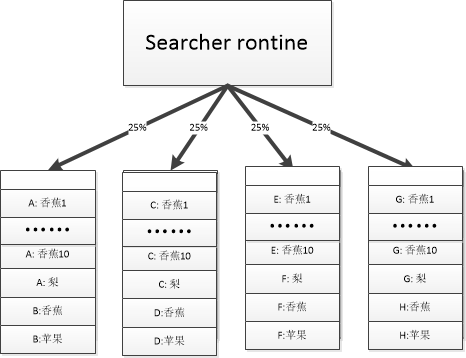 Searcher rontine
25%
25%
25%
25%
A: 香蕉1
••••••
A: 香蕉10
A: 梨
B:香蕉
B:苹果
C: 香蕉1
••••••
C: 香蕉10
C: 梨
D:香蕉
D:苹果
E: 香蕉1
••••••
E: 香蕉10
F: 梨
F:香蕉
F:苹果
G: 香蕉1
••••••
G: 香蕉10
G: 梨
H:香蕉
H:苹果